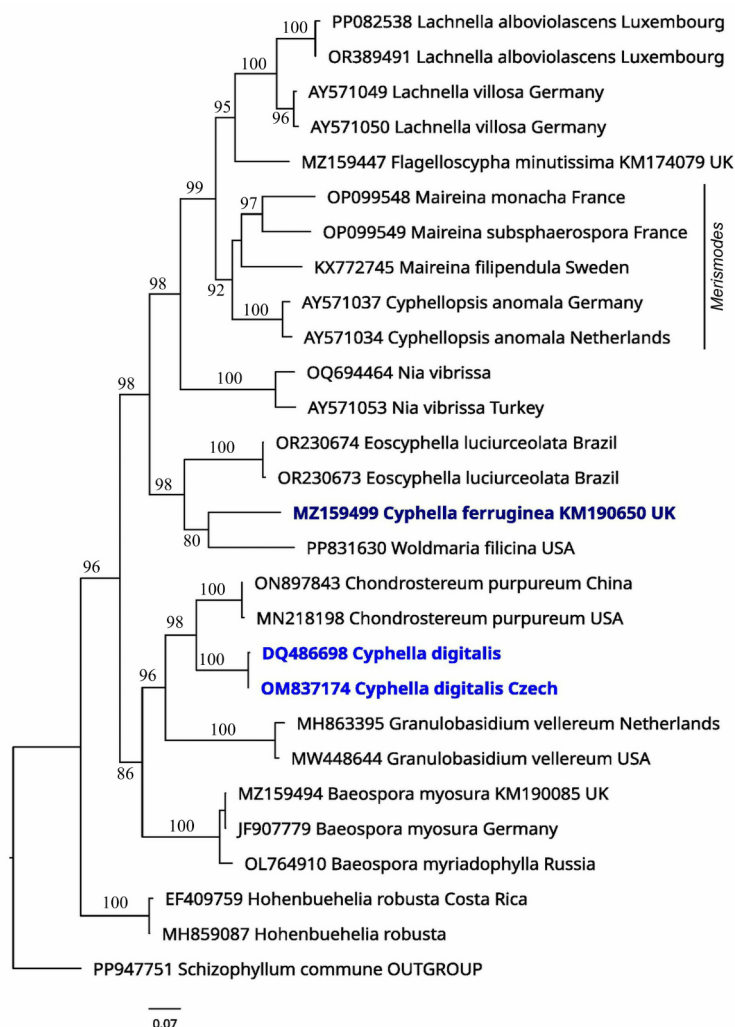 PP082538 Lachnella alboviolascens Luxembourg
100
OR389491 Lachnella alboviolascens Luxembourg
100
AY571049 Lachnella villosa Germany
95
96
AY571050 Lachnella villosa Germany
MZ159447 Flagelloscypha minutissima KM174079 UK
99
OP099548 Maireina monacha France
97
OP099549 Maireina subsphaerospora France
Merismodes
KX772745 Maireina filipendula Sweden
98
92
AY571037 Cyphellopsis anomala Germany
100
AY571034 Cyphellopsis anomala Netherlands
OQ694464 Nia vibrissa
98
100
AY571053 Nia vibrissa Turkey
OR230674 Eoscyphella luciurceolata Brazil
100
OR230673 Eoscyphella luciurceolata Brazil
98
MZ159499 Cyphella ferruginea KM190650 UK
80
PP831630 Woldmaria filicina USA
96
ON897843 Chondrostereum purpureum China
100
MN218198 Chondrostereum purpureum USA
98
DQ486698 Cyphella digitalis
100
96
OM837174 Cyphella digitalis Czech
MH863395 Granulobasidium vellereum Netherlands
100
MW448644 Granulobasidium vellereum USA
86
MZ159494 Baeospora myosura KM190085 UK
100
JF907779 Baeospora myosura Germany
OL764910 Baeospora myriadophylla Russia
EF409759 Hohenbuehelia robusta Costa Rica
100
MH859087 Hohenbuehelia robusta
PP947751 Schizophyllum commune OUTGROUP
0.07